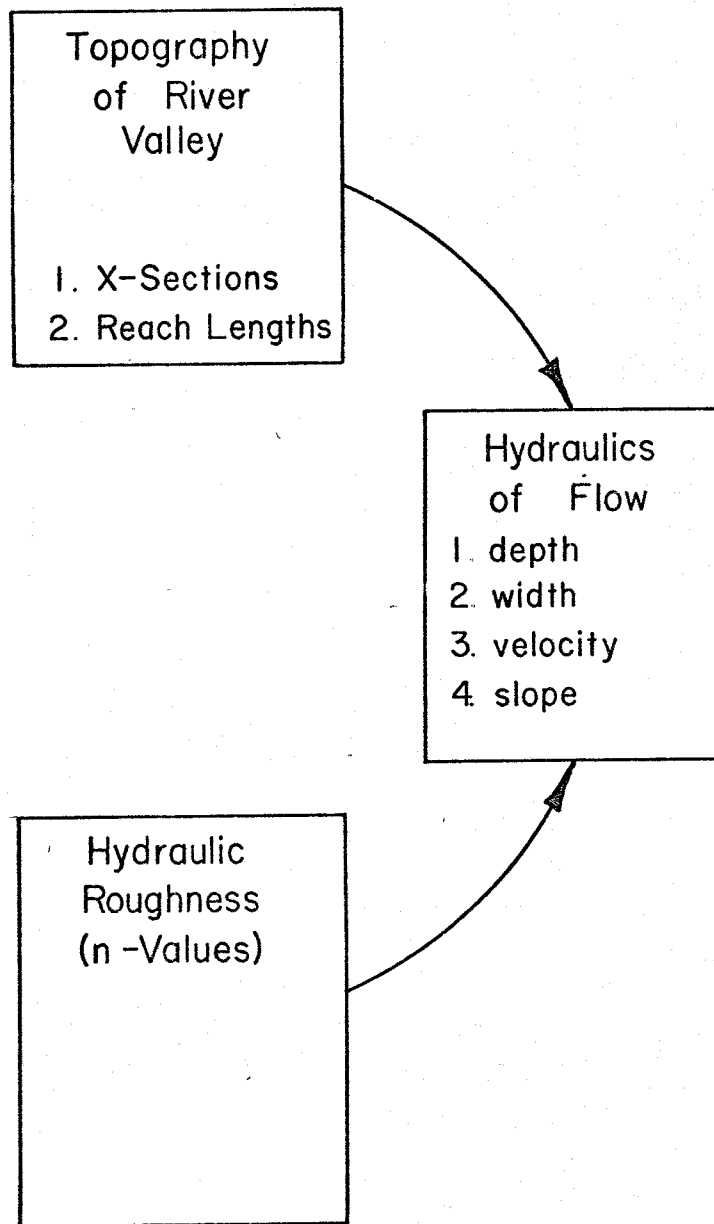 Topography
of River
Valley
1. X-Sections
2. Reach Lengths
Hydraulics
of Flow
1. depth
2. width
3. velocity
4. slope
Hydraulic
Roughness
(n-Values)